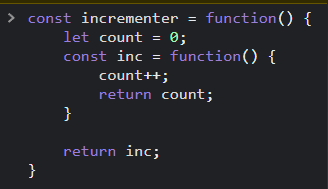 > const incrementer = function() {
    let count = 0;
    const inc = function() {
        count++;
        return count;
    }

    return inc;
}